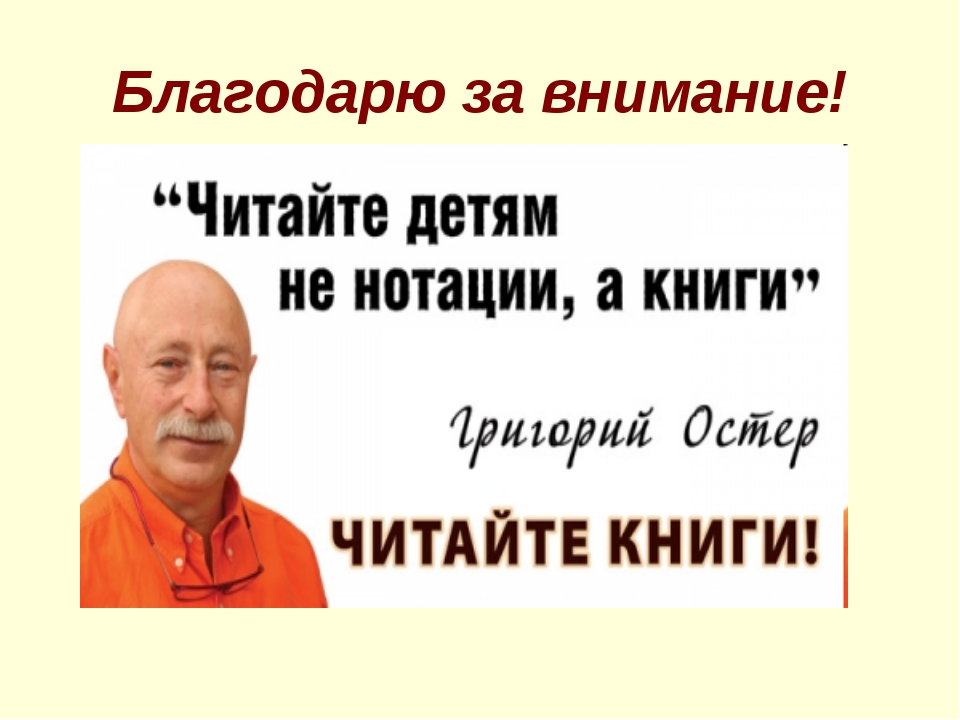 Благодарю за внимание!
“Читайте детям
не нотации, а книги”
Григорий Остер
ЧИТАЙТЕ КНИГИ!